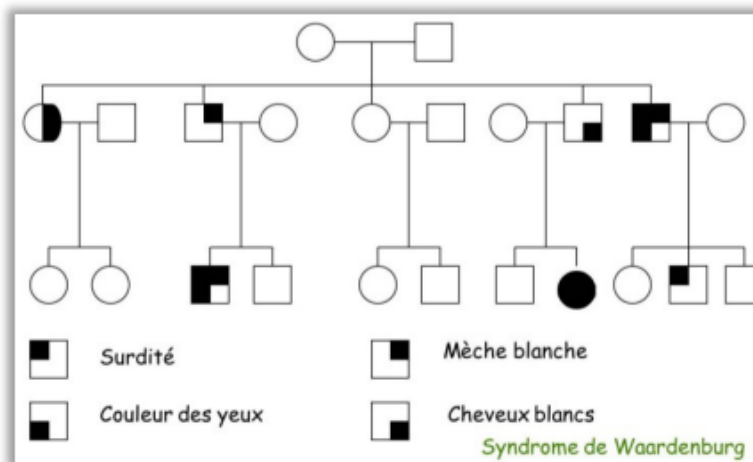 Surdité
Mèche blanche
Couleur des yeux
Cheveux blancs
Syndrome de Waardenburg